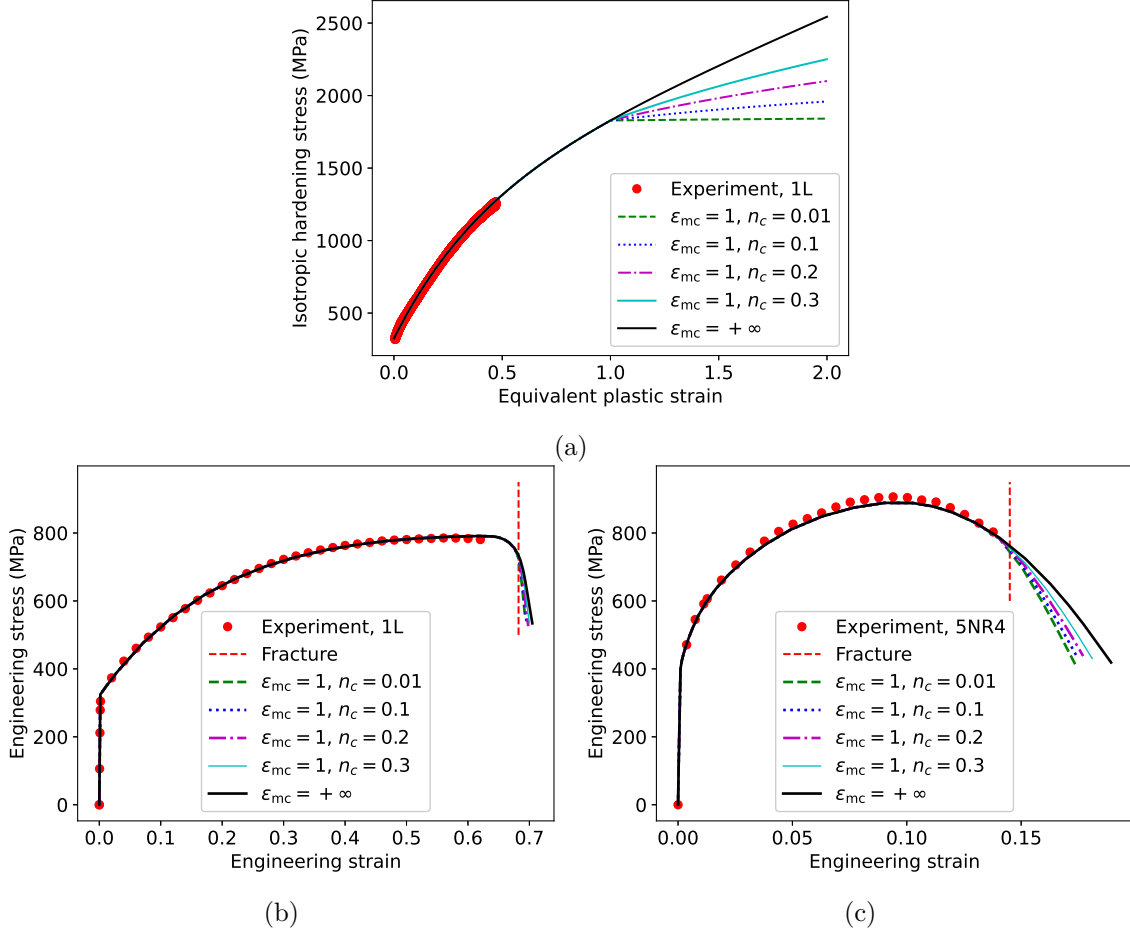 2500
2000
1500
1000
500
Isotropic hardening stress (MPa)
Experiment, 1L
ε_mc = 1, n_c = 0.01
ε_mc = 1, n_c = 0.1
ε_mc = 1, n_c = 0.2
ε_mc = 1, n_c = 0.3
ε_mc = + ∞
0.0 0.5 1.0 1.5 2.0
Equivalent plastic strain
(a)
800
600
400
200
0
Engineering stress (MPa)
Experiment, 1L
Fracture
ε_mc = 1, n_c = 0.01
ε_mc = 1, n_c = 0.1
ε_mc = 1, n_c = 0.2
ε_mc = 1, n_c = 0.3
ε_mc = + ∞
0.0 0.1 0.2 0.3 0.4 0.5 0.6 0.7
Engineering strain
(b)
800
600
400
200
0
Engineering stress (MPa)
Experiment, 5NR4
Fracture
ε_mc = 1, n_c = 0.01
ε_mc = 1, n_c = 0.1
ε_mc = 1, n_c = 0.2
ε_mc = 1, n_c = 0.3
ε_mc = + ∞
0.00 0.05 0.10 0.15
Engineering strain
(c)